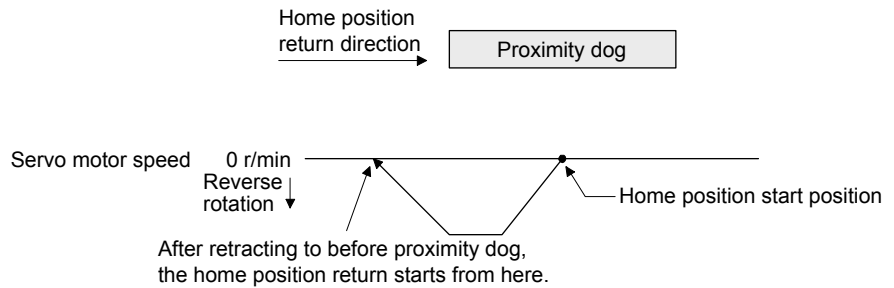 Home position
return direction
Proximity dog
Servo motor speed 0 r/min
Reverse
rotation
Home position start position
After retracting to before proximity dog,
the home position return starts from here.